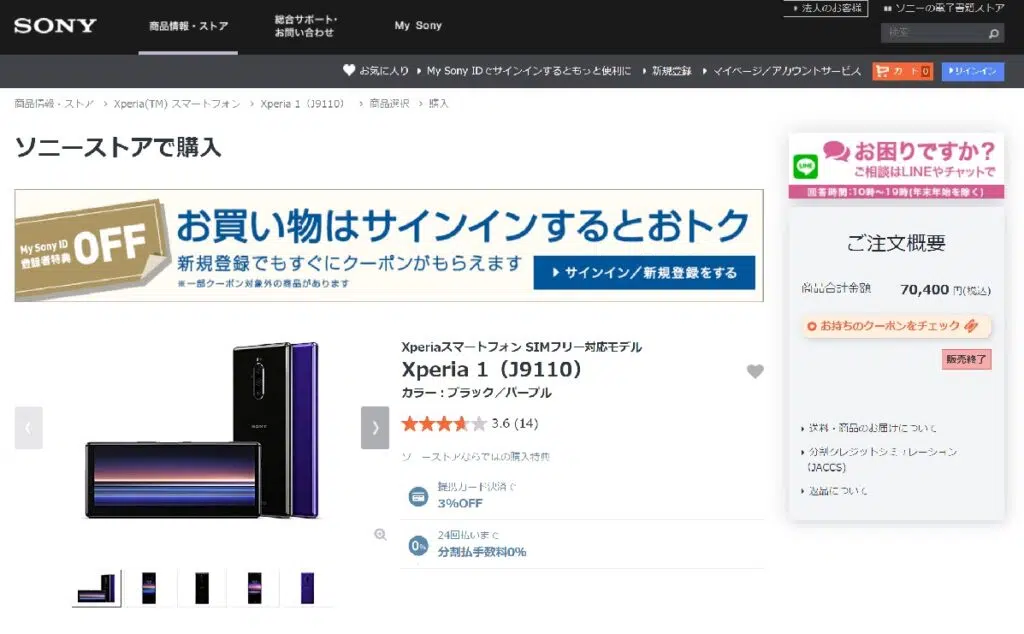 SONY
商品情報・ストア
総合サポート・
お問い合わせ
My Sony
法人のお客様
ソニーの電子書籍ストア
検索
お気に入り
My Sony IDでサインインするともっと便利に
新規登録
マイページ/アカウントサービス
カート0
サインイン
商品情報・ストア > Xperia(TM) スマートフォン > Xperia 1（J9110） > 商品選択 > 購入
ソニーストアで購入
My Sony ID
登録者特典
OFF
お買い物はサインインするとおトク
新規登録でもすぐにクーポンがもらえます
※一部クーポン対象外の商品があります
サインイン/新規登録をする
Xperiaスマートフォン SIMフリー対応モデル
Xperia 1（J9110）
カラー：ブラック／パープル
3.6 (14)
ソニーストアならではの購入特典
提携カード決済で
3%OFF
0%
24回払いまで
分割払手数料0%
SONY
LINE
お困りですか？
ご相談はLINEやチャットで
回答時間：10時～19時(年末年始を除く)
ご注文概要
商品合計金額 70,400 円(税込)
お持ちのクーポンをチェック
販売終了
送料・商品のお届けについて
分割クレジットシミュレーション
(JACCS)
返品について